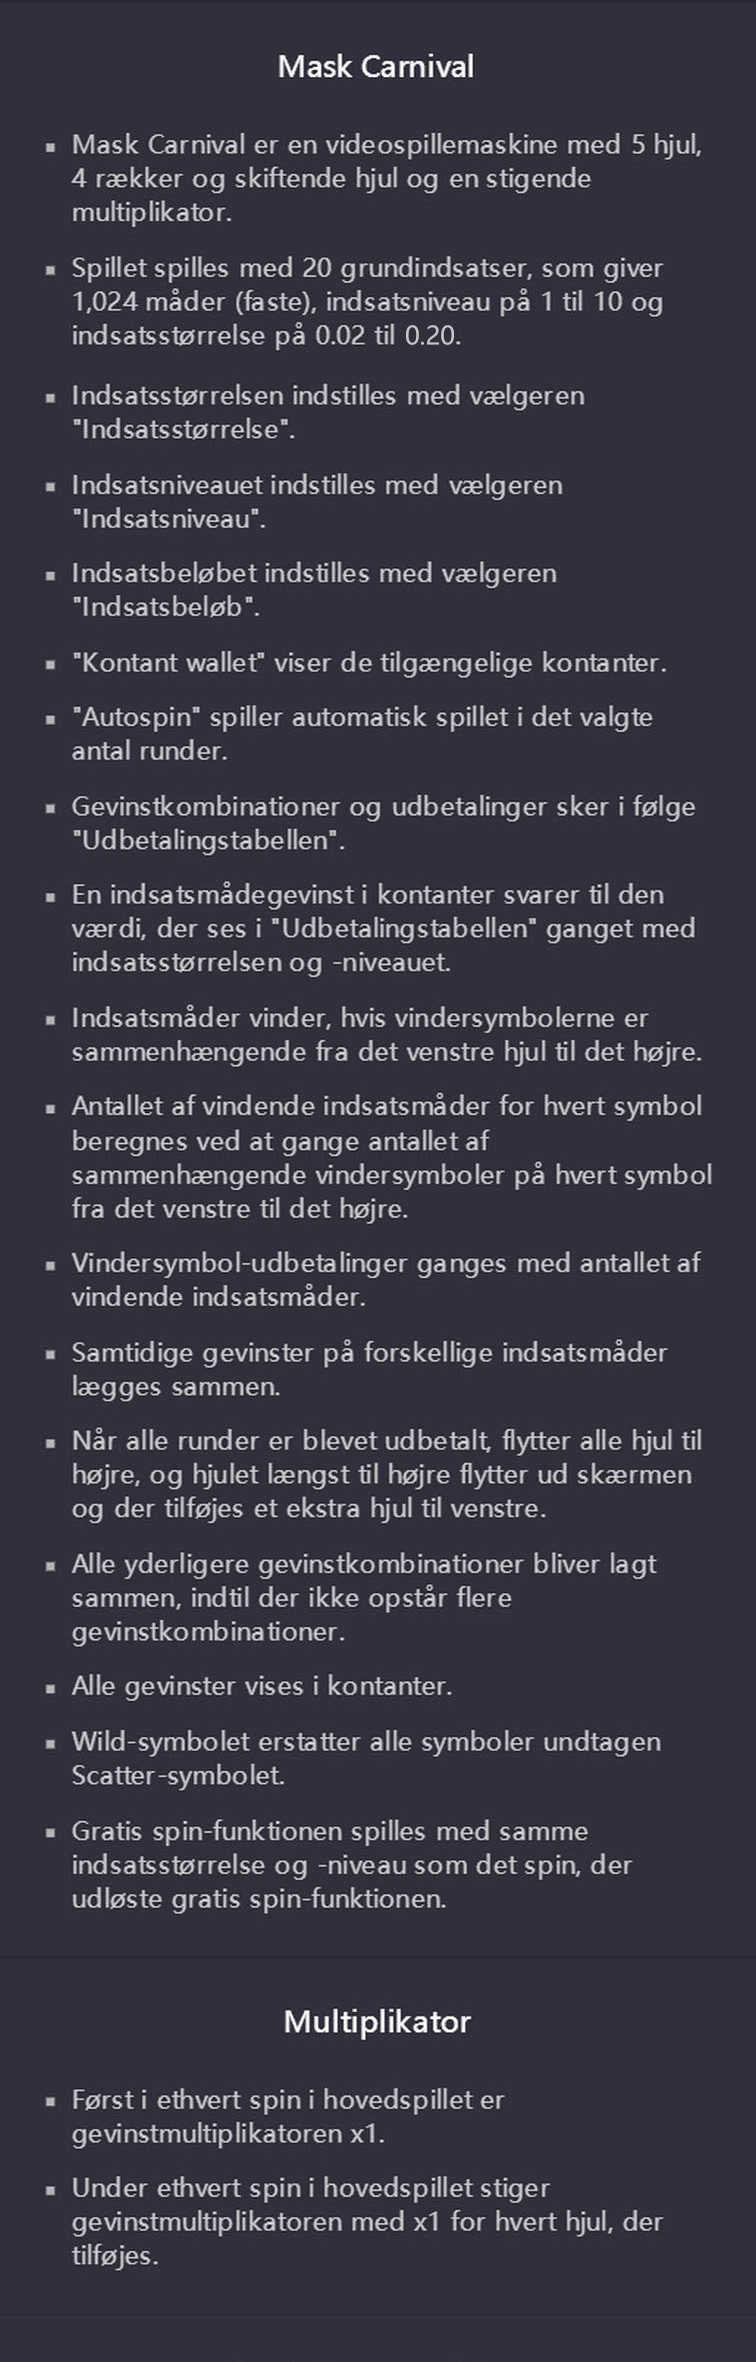 Mask Carnival
▪ Mask Carnival er en videospillemaskine med 5 hjul,
4 rækker og skiftende hjul og en stigende
multiplikator.
▪ Spillet spilles med 20 grundindsatser, som giver
1,024 måder (faste), indsatsniveau på 1 til 10 og
indsatsstørrelse på 0.02 til 0.20.
▪ Indsatsstørrelsen indstilles med vælgeren
"Indsatsstørrelse".
▪ Indsatsniveauet indstilles med vælgeren
"Indsatsniveau".
▪ Indsatsbeløbet indstilles med vælgeren
"Indsatsbeløb".
▪ "Kontant wallet" viser de tilgængelige kontanter.
▪ "Autospin" spiller automatisk spillet i det valgte
antal runder.
▪ Gevinstkombinationer og udbetalinger sker i følge
"Udbetalingstabellen".
▪ En indsatsmådegevinst i kontanter svarer til den
værdi, der ses i "Udbetalingstabellen" ganget med
indsatsstørrelsen og -niveauet.
▪ Indsatsmåder vinder, hvis vindersymbolerne er
sammenhængende fra det venstre hjul til det højre.
▪ Antallet af vindende indsatsmåder for hvert symbol
beregnes ved at gange antallet af
sammenhængende vindersymboler på hvert symbol
fra det venstre til det højre.
▪ Vindersymbol-udbetalinger ganges med antallet af
vindende indsatsmåder.
▪ Samtidige gevinster på forskellige indsatsmåder
lægges sammen.
▪ Når alle runder er blevet udbetalt, flytter alle hjul til
højre, og hjulet længst til højre flytter ud skærmen
og der tilføjes et ekstra hjul til venstre.
▪ Alle yderligere gevinstkombinationer bliver lagt
sammen, indtil der ikke opstår flere
gevinstkombinationer.
▪ Alle gevinster vises i kontanter.
▪ Wild-symbolet erstatter alle symboler undtagen
Scatter-symbolet.
▪ Gratis spin-funktionen spilles med samme
indsatsstørrelse og -niveau som det spin, der
udløste gratis spin-funktionen.
Multiplikator
▪ Først i ethvert spin i hovedspillet er
gevinstmultiplikatoren x1.
▪ Under ethvert spin i hovedspillet stiger
gevinstmultiplikatoren med x1 for hvert hjul, der
tilføjes.